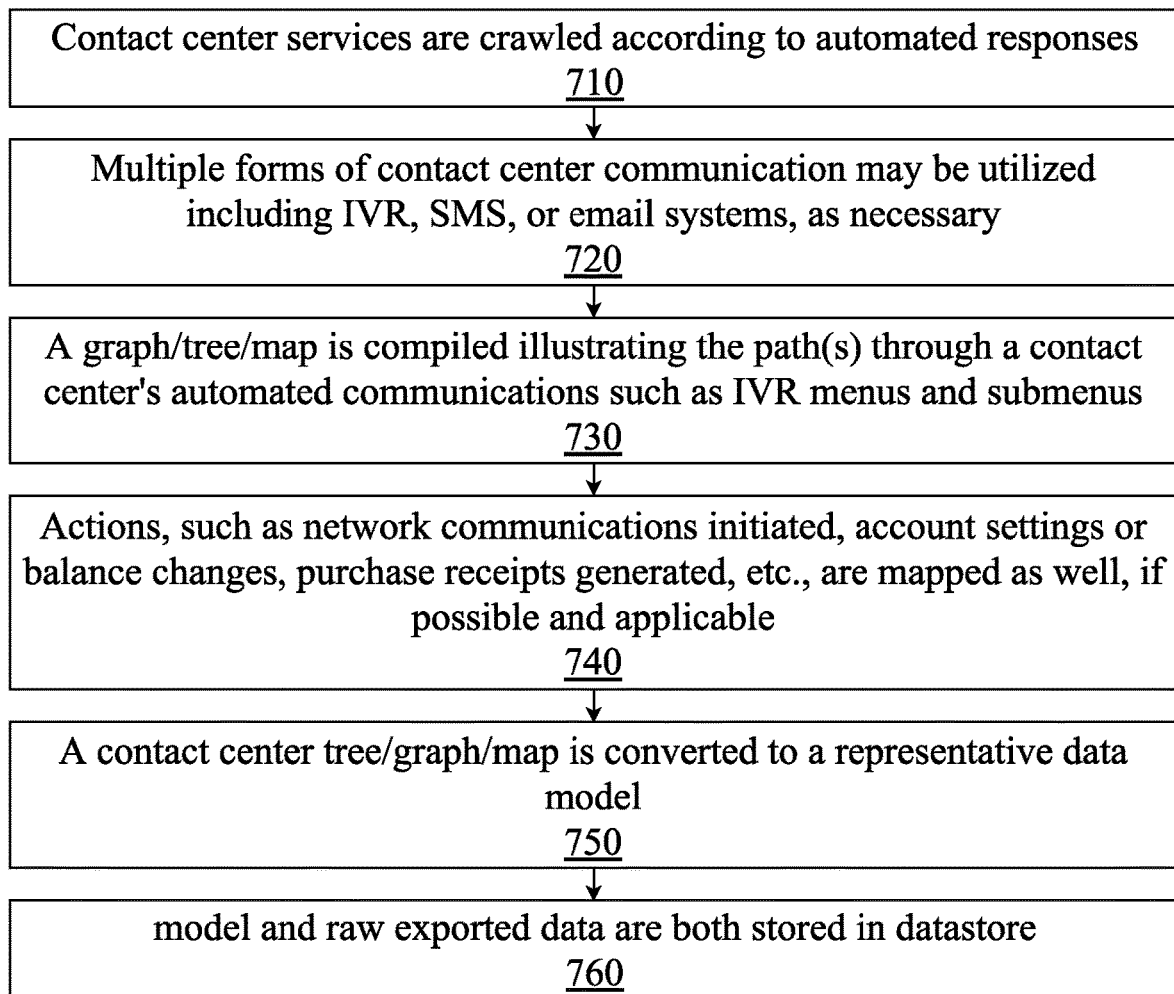 Contact center services are crawled according to automated responses
710
Multiple forms of contact center communication may be utilized
including IVR, SMS, or email systems, as necessary
720
A graph/tree/map is compiled illustrating the path(s) through a contact
center's automated communications such as IVR menus and submenus
730
Actions, such as network communications initiated, account settings or
balance changes, purchase receipts generated, etc., are mapped as well, if
possible and applicable
740
A contact center tree/graph/map is converted to a representative data
model
750
model and raw exported data are both stored in datastore
760